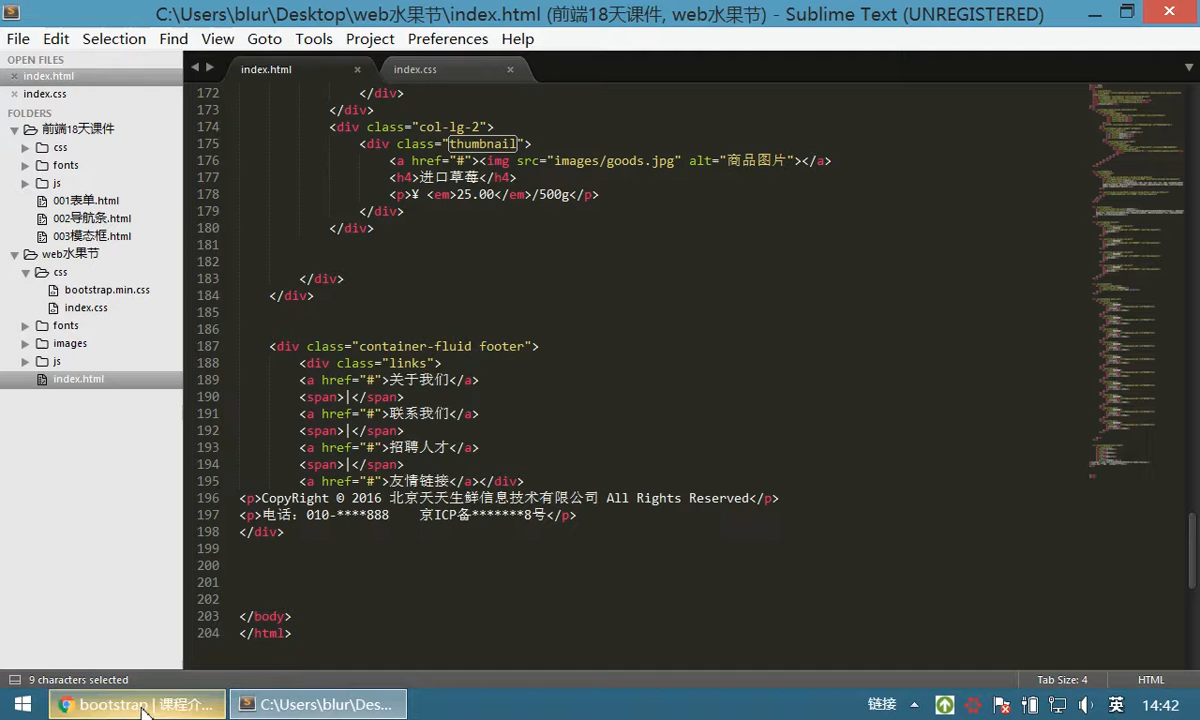 C:\Users\blur\Desktop\web水果节\index.html (前端18天课件, web水果节) - Sublime Text (UNREGISTERED)
File Edit Selection Find View Goto Tools Project Preferences Help
OPEN FILES
index.html
index.css
FOLDERS
前端18天课件
css
fonts
js
001表单.html
002导航条.html
003模态框.html
web水果节
css
bootstrap.min.css
index.css
fonts
images
js
index.html
index.html index.css
172 </div>
173 </div>
174 <div class="col-lg-2">
175 <div class="thumbnail">
176 <a href="#"><img src="images/goods.jpg" alt="商品图片"></a>
177 <h4>进口草莓</h4>
178 <p>¥ <em>25.00</em>/500g</p>
179 </div>
180 </div>
181
182
183 </div>
184 </div>
185
186
187 <div class="container-fluid footer">
188 <div class="links">
189 <a href="#">关于我们</a>
190 <span>|</span>
191 <a href="#">联系我们</a>
192 <span>|</span>
193 <a href="#">招聘人才</a>
194 <span>|</span>
195 <a href="#">友情链接</a></div>
196 <p>CopyRight © 2016 北京天天生鲜信息技术有限公司 All Rights Reserved</p>
197 <p>电话：010-****888    京ICP备*******8号</p>
198 </div>
199
200
201
202
203 </body>
204 </html>
9 characters selected Tab Size: 4 HTML
bootstrap | 课程介... C:\Users\blur\Des... 链接 英 14:42